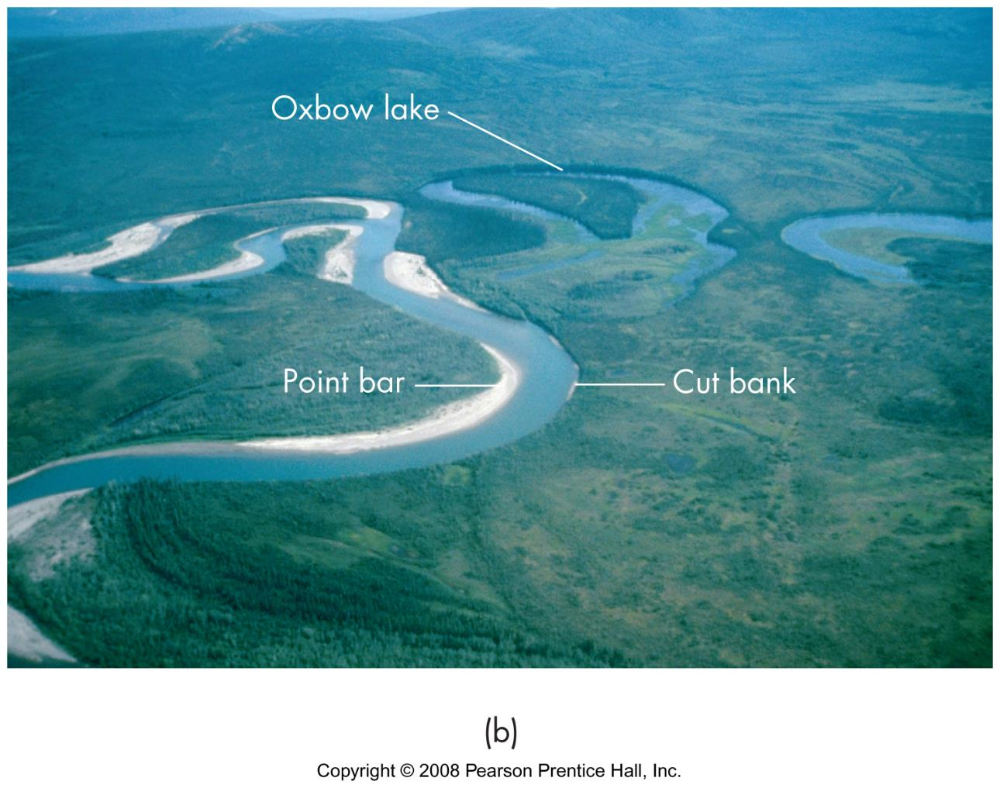 Oxbow lake
Point bar
Cut bank
(b)
Copyright © 2008 Pearson Prentice Hall, Inc.